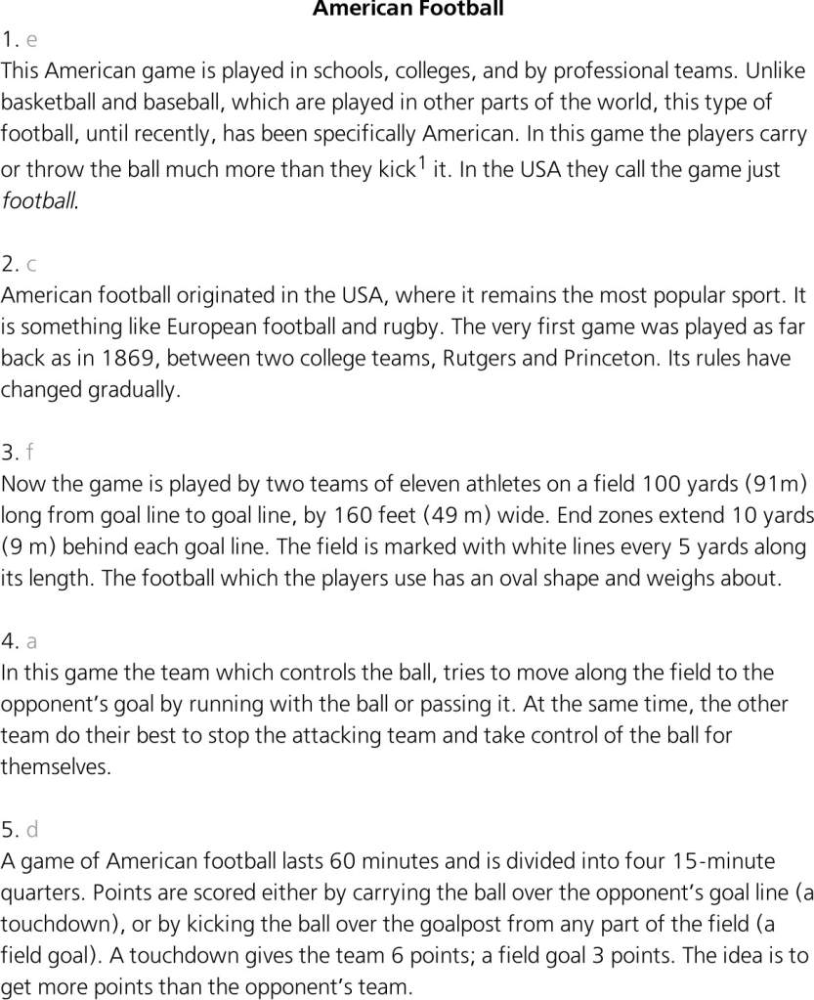 American Football
1. e
This American game is played in schools, colleges, and by professional teams. Unlike
basketball and baseball, which are played in other parts of the world, this type of
football, until recently, has been specifically American. In this game the players carry
or throw the ball much more than they kick1 it. In the USA they call the game just
football.
2. c
American football originated in the USA, where it remains the most popular sport. It
is something like European football and rugby. The very first game was played as far
back as in 1869, between two college teams, Rutgers and Princeton. Its rules have
changed gradually.
3. f
Now the game is played by two teams of eleven athletes on a field 100 yards (91m)
long from goal line to goal line, by 160 feet (49 m) wide. End zones extend 10 yards
(9 m) behind each goal line. The field is marked with white lines every 5 yards along
its length. The football which the players use has an oval shape and weighs about.
4. a
In this game the team which controls the ball, tries to move along the field to the
opponent’s goal by running with the ball or passing it. At the same time, the other
team do their best to stop the attacking team and take control of the ball for
themselves.
5. d
A game of American football lasts 60 minutes and is divided into four 15-minute
quarters. Points are scored either by carrying the ball over the opponent’s goal line (a
touchdown), or by kicking the ball over the goalpost from any part of the field (a
field goal). A touchdown gives the team 6 points; a field goal 3 points. The idea is to
get more points than the opponent’s team.